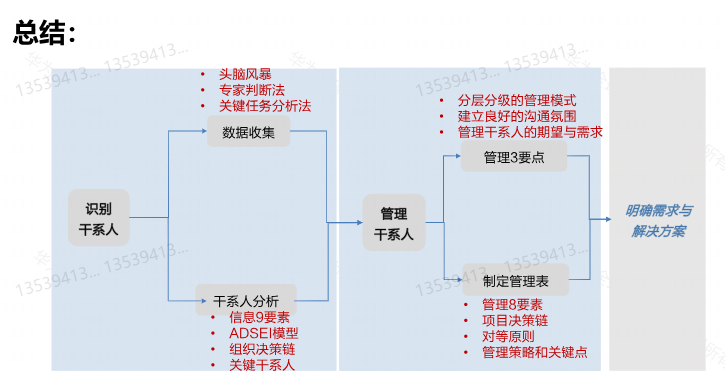 总结：
13539413...
13539413...
头脑风暴
专家判断法
关键任务分析法
数据收集
识别
干系人
干系人分析
信息9要素
ADSEI模型
组织决策链
关键干系人
13539413...
13539413...
分层分级的管理模式
建立良好的沟通氛围
管理干系人的期望与需求
管理3要点
管理
干系人
制定管理表
管理8要素
项目决策链
对等原则
管理策略和关键点
13539413...
13539413...
明确需求与
解决方案